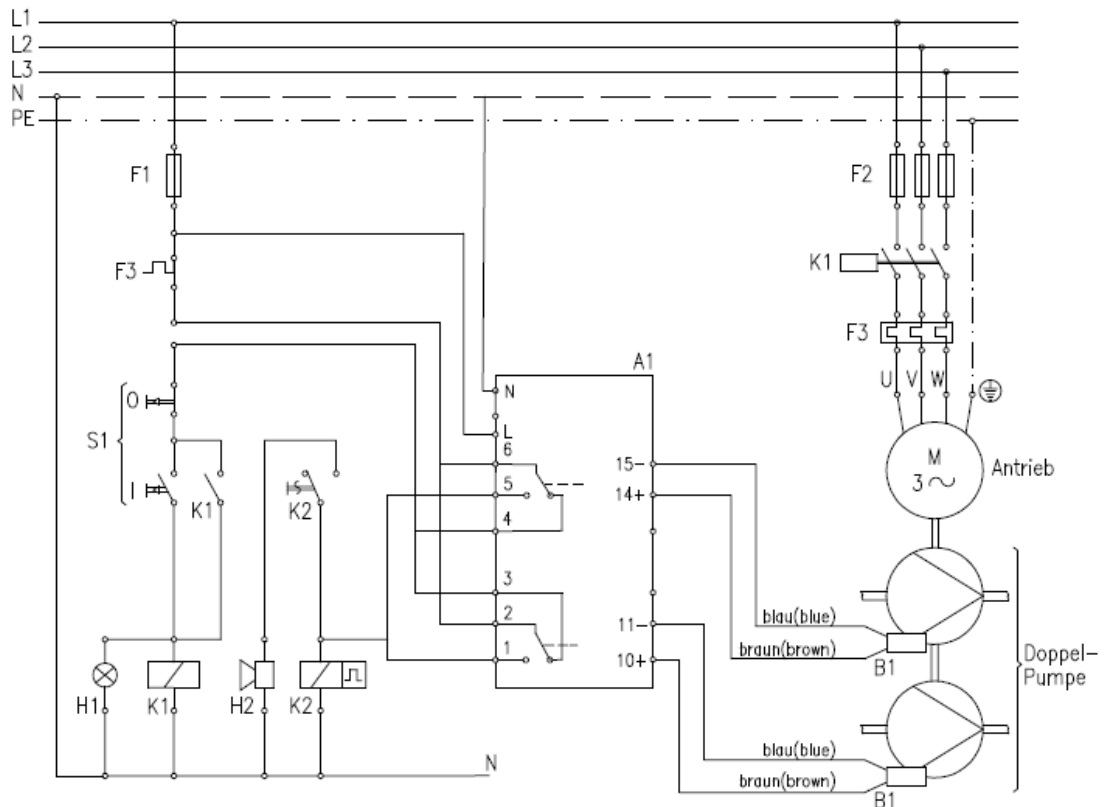 L1
L2
L3
N
PE
F1
F2
F3
K1
F3
A1
U V W
N
L
6
5
4
3
2
1
15-
14+
11-
10+
O
S1
I
K1
K2
M
3~
Antrieb
blau(blue)
braun(brown)
B1
Doppel-
Pumpe
blau(blue)
braun(brown)
B1
H1
K1
H2
K2
N